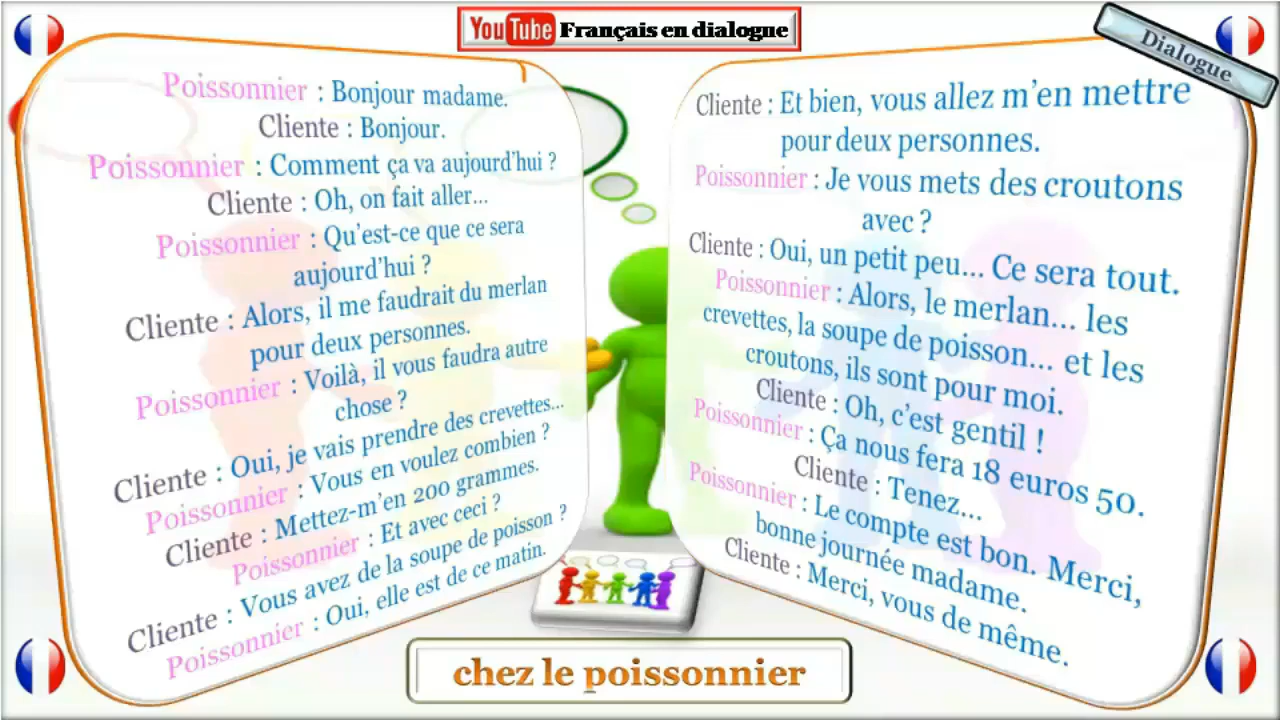 YouTube Français en dialogue
Dialogue
Poissonnier : Bonjour madame.
Cliente : Bonjour.
Poissonnier : Comment ça va aujourd'hui ?
Cliente : Oh, on fait aller...
Poissonnier : Qu'est-ce que ce sera
aujourd'hui ?
Cliente : Alors, il me faudrait du merlan
pour deux personnes.
Poissonnier : Voilà, il vous faudra autre
chose ?
Cliente : Oui, je vais prendre des crevettes...
Poissonnier : Vous en voulez combien ?
Cliente : Mettez-m'en 200 grammes.
Poissonnier : Et avec ceci ?
Cliente : Vous avez de la soupe de poisson ?
Poissonnier : Oui, elle est de ce matin.
Cliente : Et bien, vous allez m'en mettre
pour deux personnes.
Poissonnier : Je vous mets des croutons
avec ?
Cliente : Oui, un petit peu... Ce sera tout.
Poissonnier : Alors, le merlan... les
crevettes, la soupe de poisson... et les
croutons, ils sont pour moi.
Cliente : Oh, c'est gentil !
Poissonnier : Ça nous fera 18 euros 50.
Cliente : Tenez...
Poissonnier : Le compte est bon. Merci,
bonne journée madame.
Cliente : Merci, vous de même.
chez le poissonnier